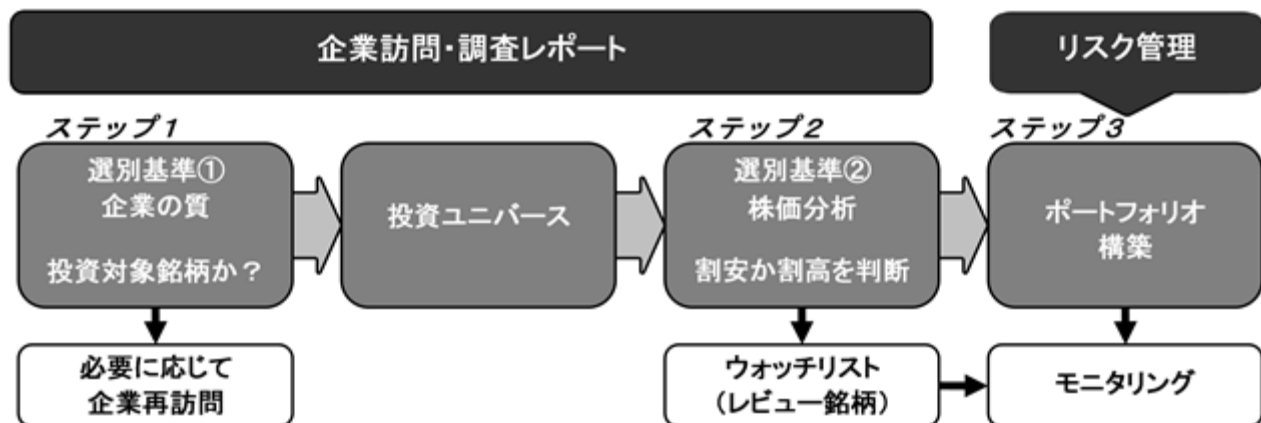 企業訪問・調査レポート
リスク管理
ステップ1
選別基準①
企業の質
投資対象銘柄か？
投資ユニバース
ステップ2
選別基準②
株価分析
割安か割高を判断
ステップ3
ポートフォリオ
構築
必要に応じて
企業再訪問
ウォッチリスト
（レビュー銘柄）
モニタリング